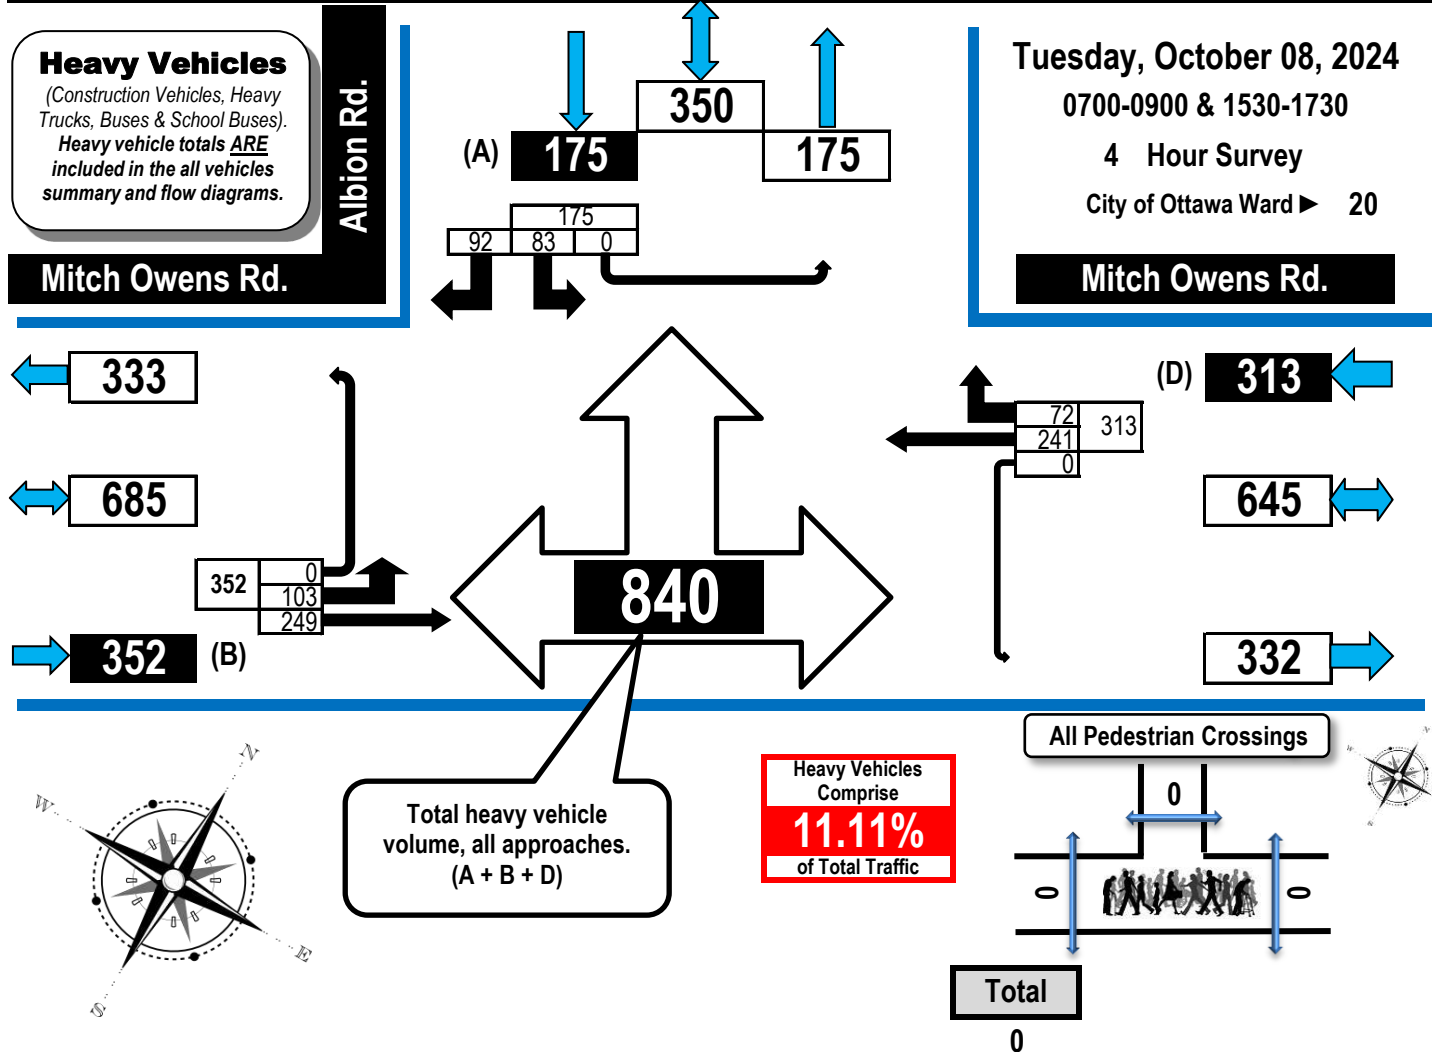 Heavy Vehicles
(Construction Vehicles, Heavy
Trucks, Buses & School Buses).
Heavy vehicle totals ARE
included in the all vehicles
summary and flow diagrams.
Albion Rd.
Mitch Owens Rd.
350
(A) 175 175
175
92 83 0
Tuesday, October 08, 2024
0700-0900 & 1530-1730
4 Hour Survey
City of Ottawa Ward ► 20
Mitch Owens Rd.
333
685
352 0
103
249
352 (B)
840
(D) 313
72 313
241
0
645
332
Total heavy vehicle
volume, all approaches.
(A + B + D)
Heavy Vehicles
Comprise
11.11%
of Total Traffic
All Pedestrian Crossings
0
0 0
Total
0
N
W
E
S
N
W
E
S